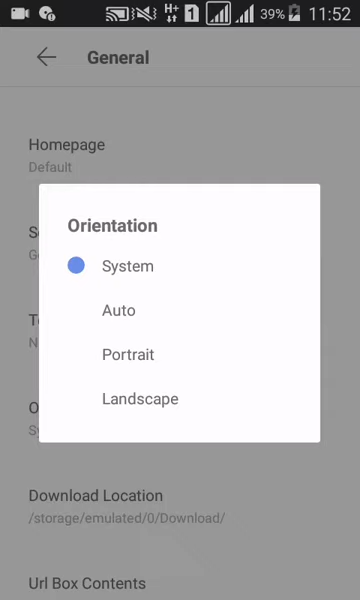 H+ 1 39% 11:52
General
Homepage
Default
Orientation
System
Auto
Portrait
Landscape
Download Location
/storage/emulated/0/Download/
Url Box Contents